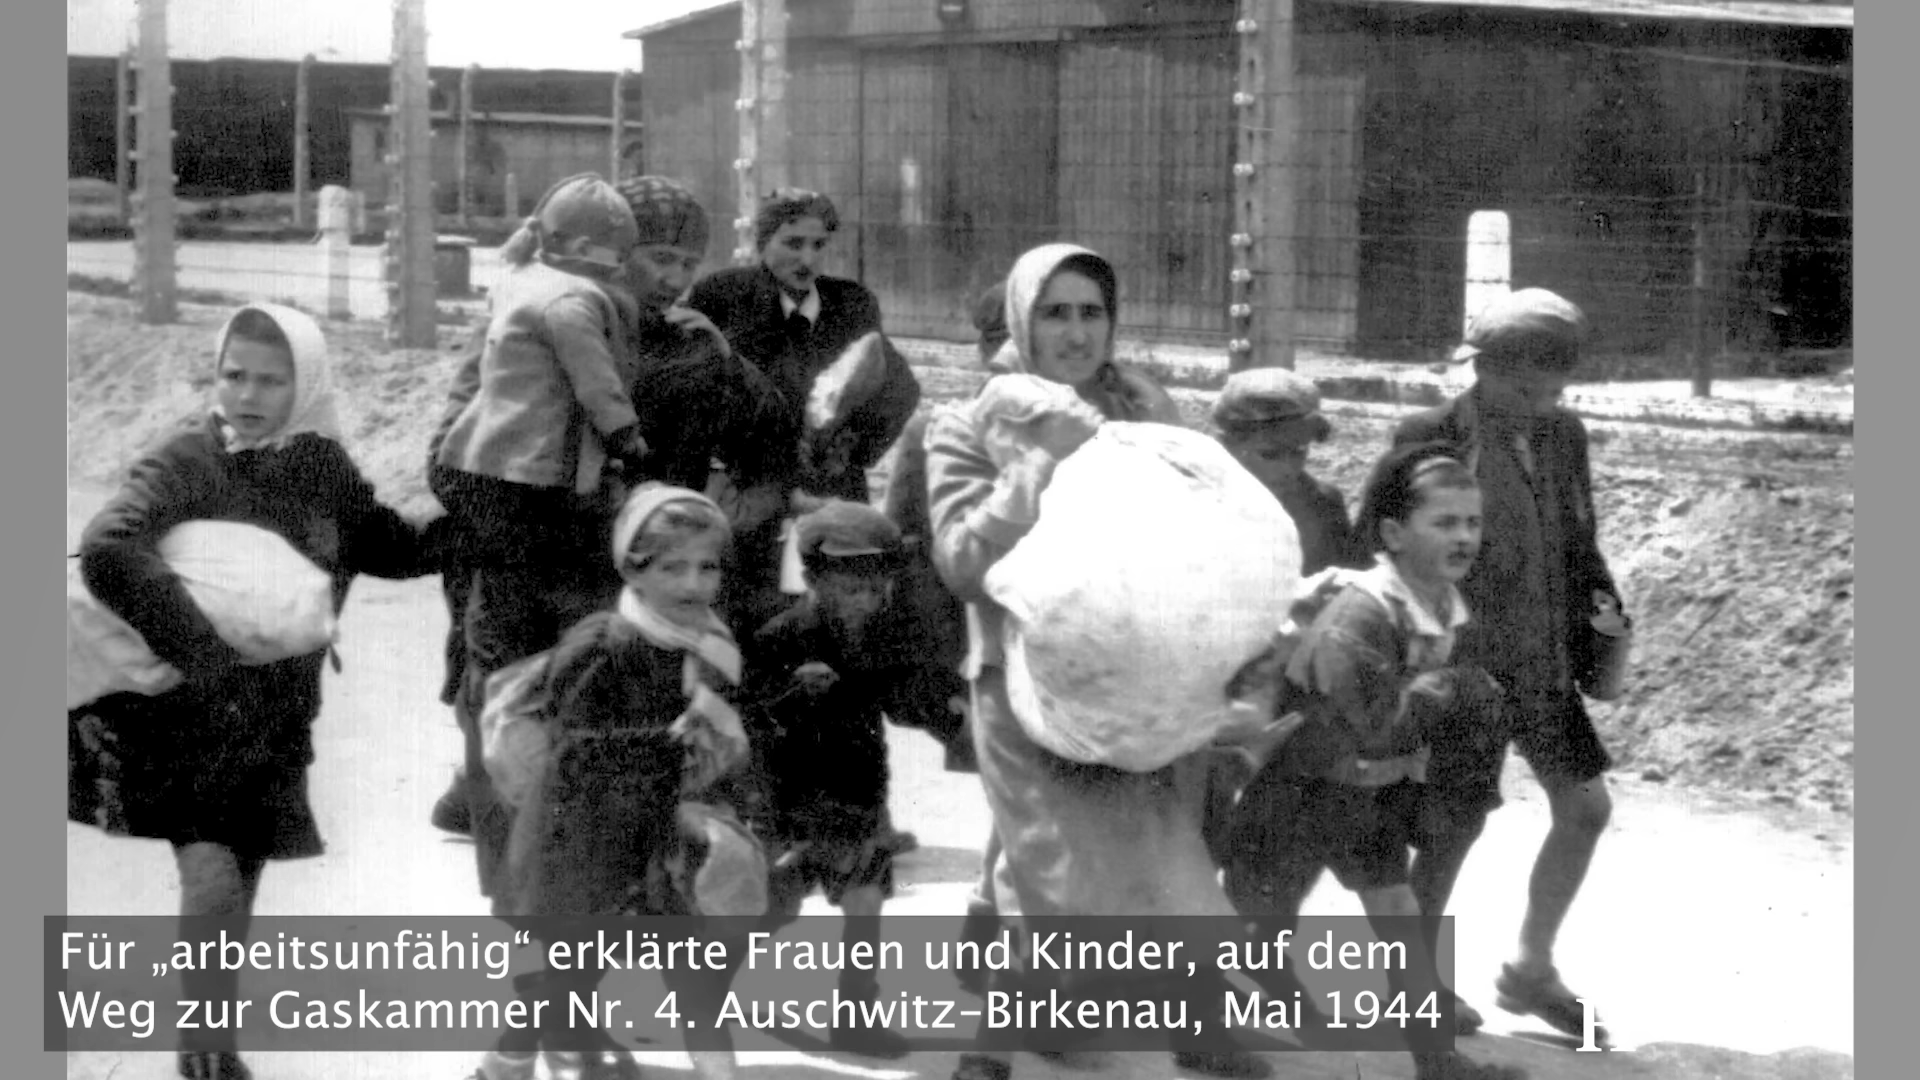 Für „arbeitsunfähig“ erklärte Frauen und Kinder, auf dem
Weg zur Gaskammer Nr. 4. Auschwitz–Birkenau, Mai 1944
H